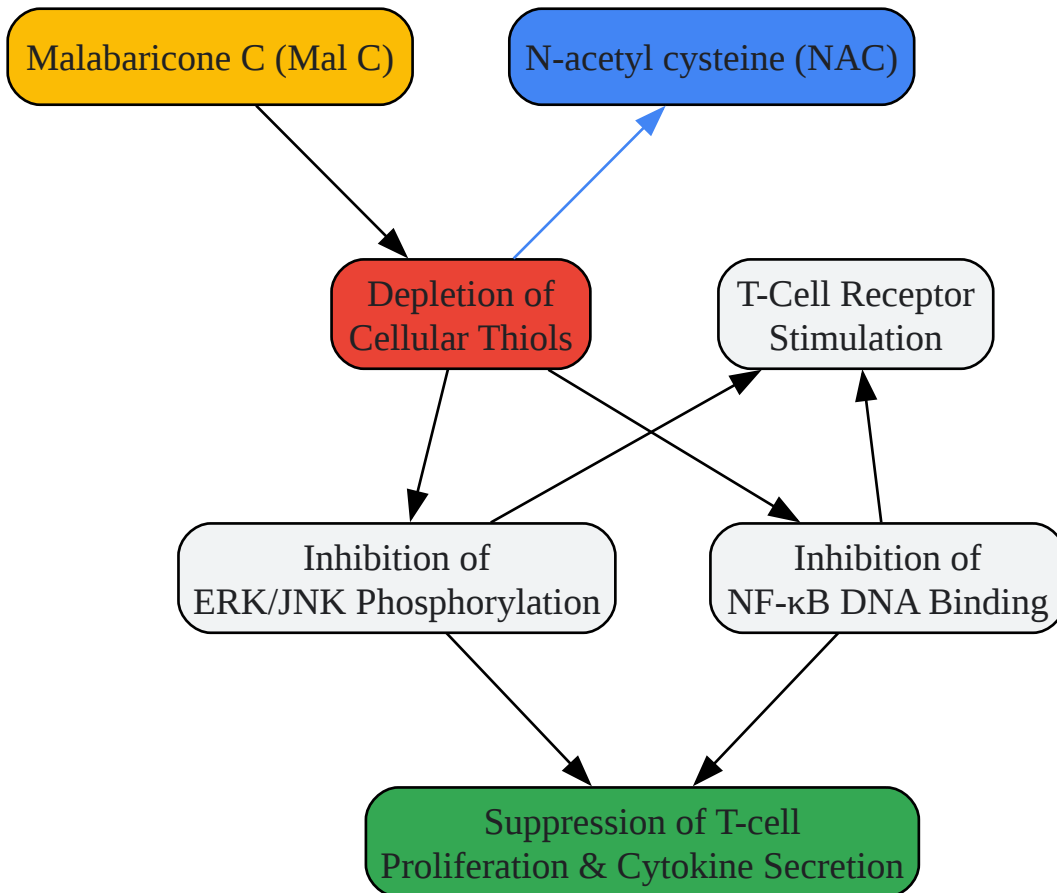 Malabaricone C (Mal C)
N-acetyl cysteine (NAC)
Depletion of
Cellular Thiols
T-Cell Receptor
Stimulation
Inhibition of
ERK/JNK Phosphorylation
Inhibition of
NF-κB DNA Binding
Suppression of T-cell
Proliferation & Cytokine Secretion